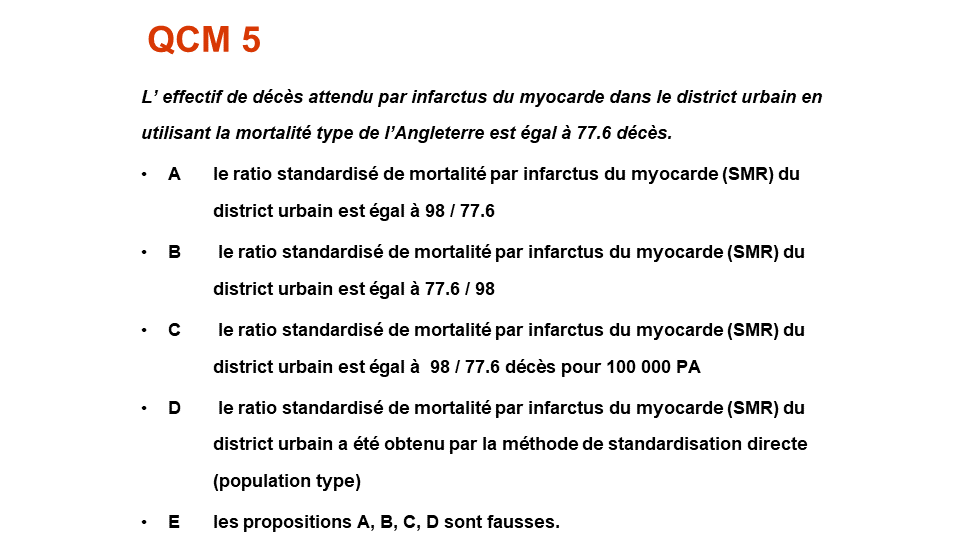 QCM 5
L’ effectif de décès attendu par infarctus du myocarde dans le district urbain en
utilisant la mortalité type de l’Angleterre est égal à 77.6 décès.
• A le ratio standardisé de mortalité par infarctus du myocarde (SMR) du
district urbain est égal à 98 / 77.6
• B le ratio standardisé de mortalité par infarctus du myocarde (SMR) du
district urbain est égal à 77.6 / 98
• C le ratio standardisé de mortalité par infarctus du myocarde (SMR) du
district urbain est égal à 98 / 77.6 décès pour 100 000 PA
• D le ratio standardisé de mortalité par infarctus du myocarde (SMR) du
district urbain a été obtenu par la méthode de standardisation directe
(population type)
• E les propositions A, B, C, D sont fausses.